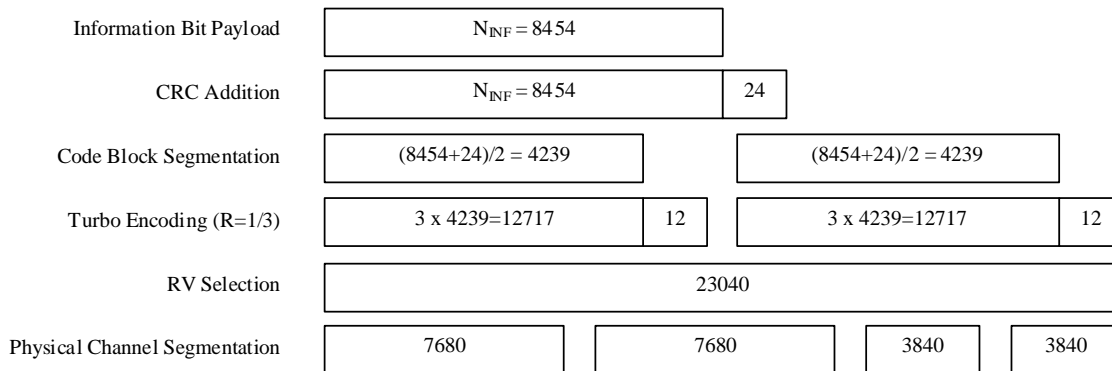 Information Bit Payload N_INF = 8454
CRC Addition N_INF = 8454 24
Code Block Segmentation (8454+24)/2 = 4239 (8454+24)/2 = 4239
Turbo Encoding (R=1/3) 3 x 4239=12717 12 3 x 4239=12717 12
RV Selection 23040
Physical Channel Segmentation 7680 7680 3840 3840